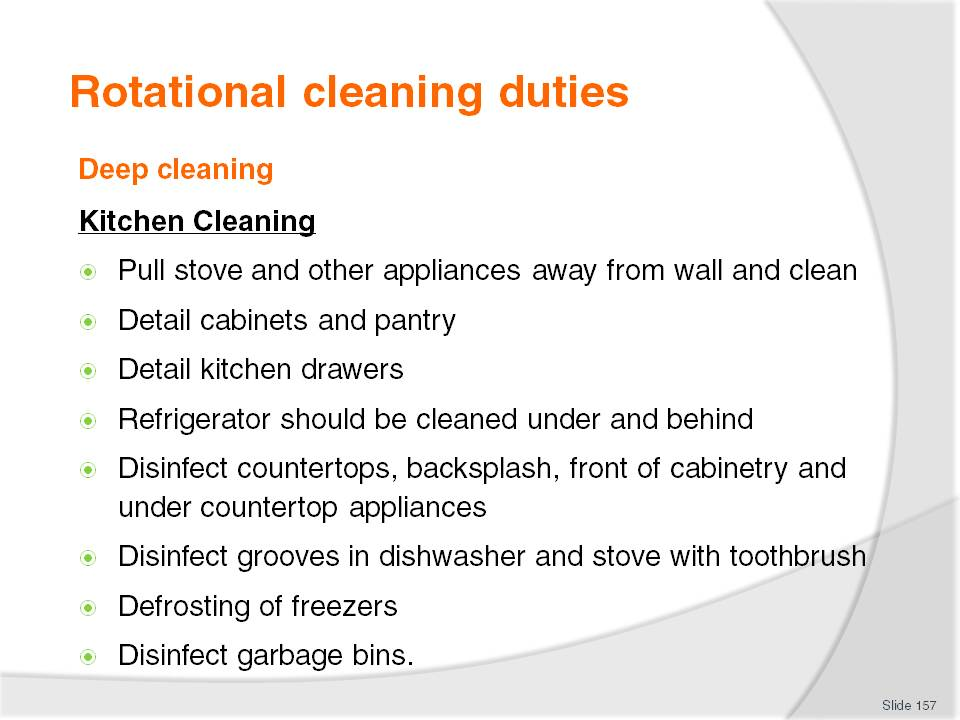 Rotational cleaning duties
Deep cleaning
Kitchen Cleaning
Pull stove and other appliances away from wall and clean
Detail cabinets and pantry
Detail kitchen drawers
Refrigerator should be cleaned under and behind
Disinfect countertops, backsplash, front of cabinetry and
under countertop appliances
Disinfect grooves in dishwasher and stove with toothbrush
Defrosting of freezers
Disinfect garbage bins.
Slide 157